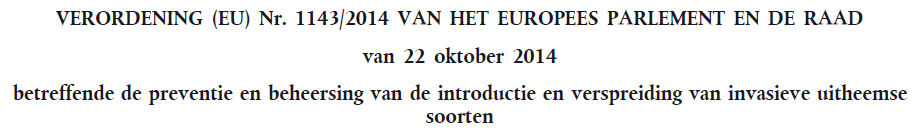 VERORDENING (EU) Nr. 1143/2014 VAN HET EUROPEES PARLEMENT EN DE RAAD
van 22 oktober 2014
betreffende de preventie en beheersing van de introductie en verspreiding van invasieve uitheemse
soorten